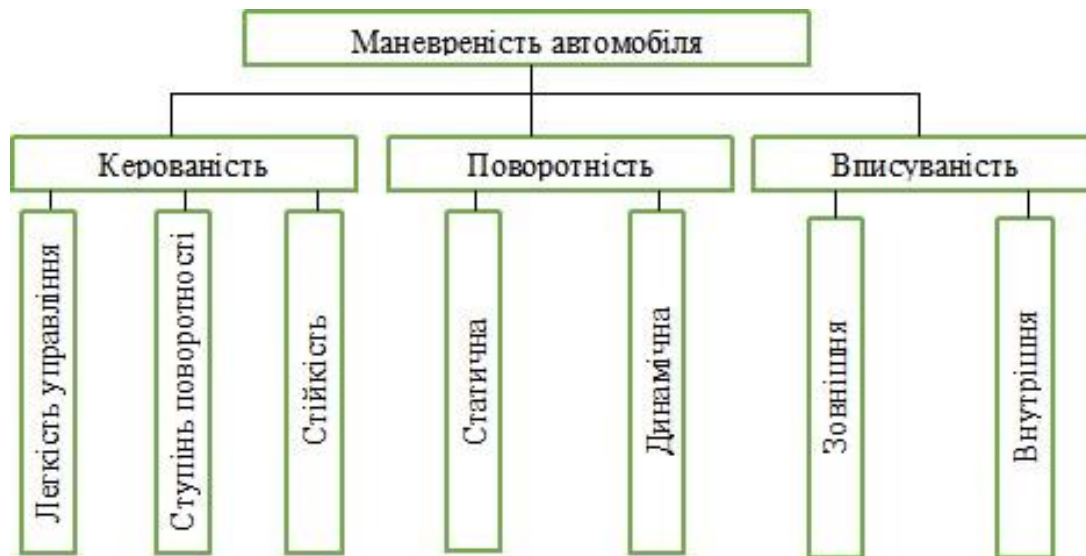 Маневреність автомобіля
Керованість
Поворотність
Вписуваність
Легкість управління
Ступінь поворотності
Стійкість
Статична
Динамічна
Зовнішня
Внутрішня